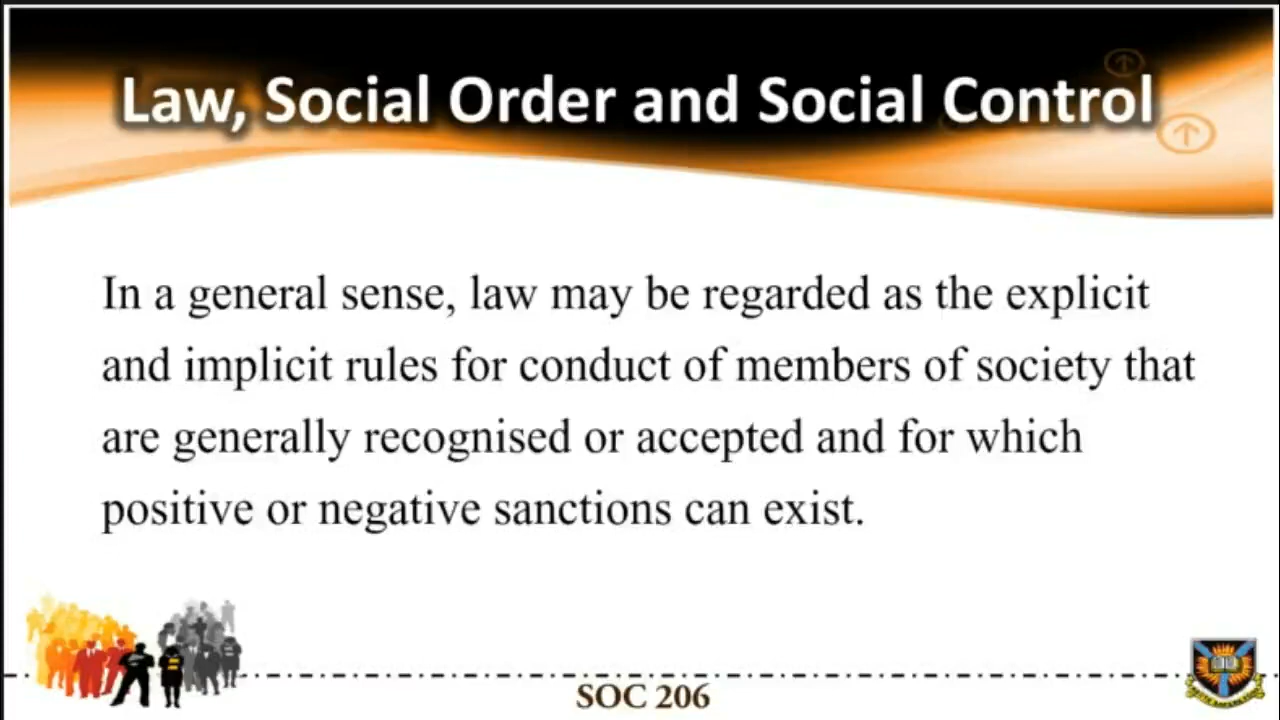 Law, Social Order and Social Control
In a general sense, law may be regarded as the explicit
and implicit rules for conduct of members of society that
are generally recognised or accepted and for which
positive or negative sanctions can exist.
SOC 206